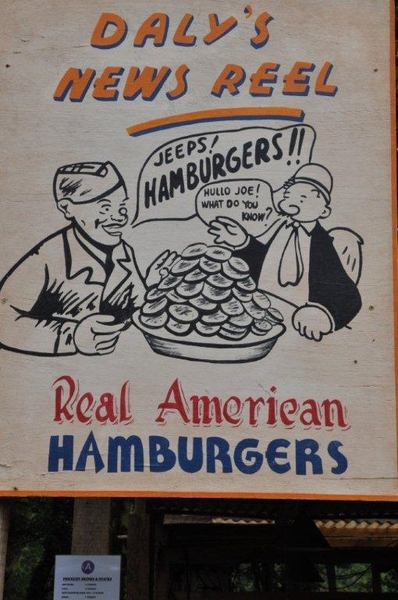 DALY'S
NEWS REEL
JEEPS!
HAMBURGERS!!
HULLO JOE!
WHAT DO YOU
KNOW?
Real American
HAMBURGERS
A